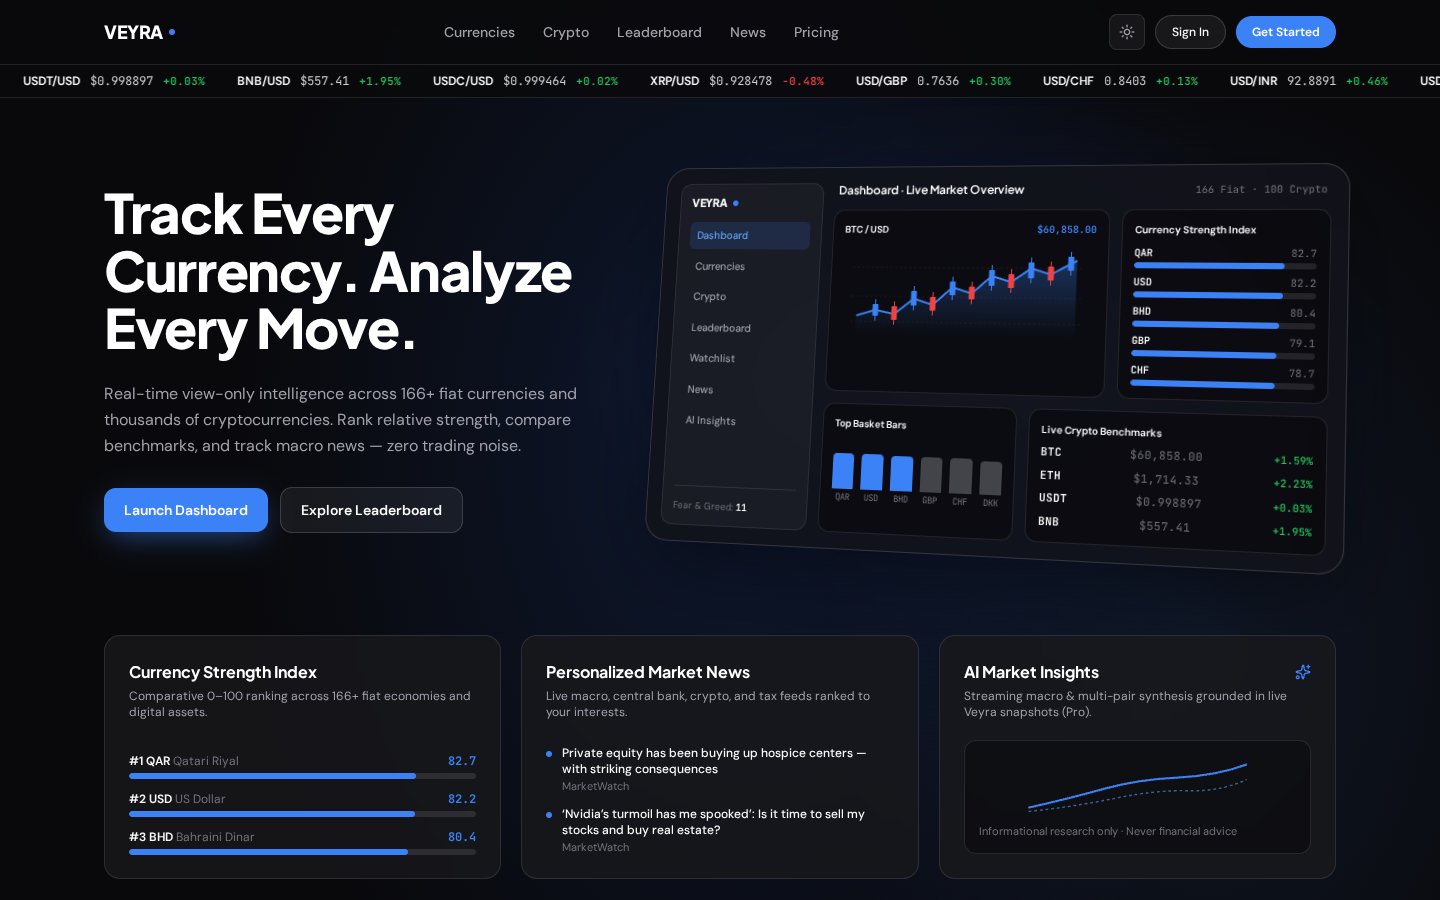 VEYRA
Currencies
Crypto
Leaderboard
News
Pricing
Sign In
Get Started
USDT/USD $0.998897 +0.03%
BNB/USD $557.41 +1.95%
USDC/USD $0.999464 +0.02%
XRP/USD $0.928478 -0.48%
USD/GBP 0.7636 +0.30%
USD/CHF 0.8403 +0.13%
USD/INR 92.8891 +0.46%
USD
Track Every
Currency. Analyze
Every Move.
Real-time view-only intelligence across 166+ fiat currencies and
thousands of cryptocurrencies. Rank relative strength, compare
benchmarks, and track macro news — zero trading noise.
Launch Dashboard
Explore Leaderboard
VEYRA
Dashboard
Currencies
Crypto
Leaderboard
Watchlist
News
AI Insights
Fear & Greed: 11
Dashboard · Live Market Overview
166 Fiat · 100 Crypto
BTC / USD
$60,858.00
Currency Strength Index
QAR 82.7
USD 82.2
BHD 80.4
GBP 79.1
CHF 78.7
Top Basket Bars
QAR USD BHD GBP CHF DKK
Live Crypto Benchmarks
BTC $60,858.00 +1.59%
ETH $1,714.33 +2.23%
USDT $0.998897 +0.03%
BNB $557.41 +1.95%
Currency Strength Index
Comparative 0–100 ranking across 166+ fiat economies and
digital assets.
#1 QAR Qatari Riyal 82.7
#2 USD US Dollar 82.2
#3 BHD Bahraini Dinar 80.4
Personalized Market News
Live macro, central bank, crypto, and tax feeds ranked to
your interests.
Private equity has been buying up hospice centers —
with striking consequences
MarketWatch
‘Nvidia’s turmoil has me spooked’: Is it time to sell my
stocks and buy real estate?
MarketWatch
AI Market Insights
Streaming macro & multi-pair synthesis grounded in live
Veyra snapshots (Pro).
Informational research only · Never financial advice